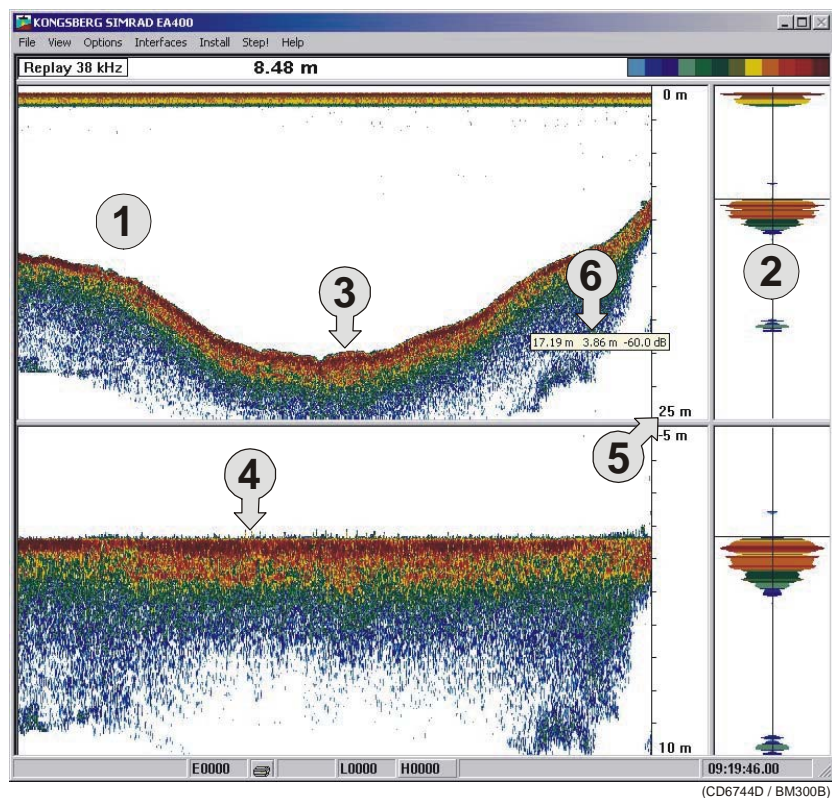 KONGSBERG SIMRAD EA400
File View Options Interfaces Install Step! Help
Replay 38 kHz 8.48 m
0 m
1
2
3
6
17.19 m 3.86 m -60.0 dB
25 m
5
-5 m
4
10 m
E0000 L0000 H0000 09:19:46.00
(CD6744D / BM300B)